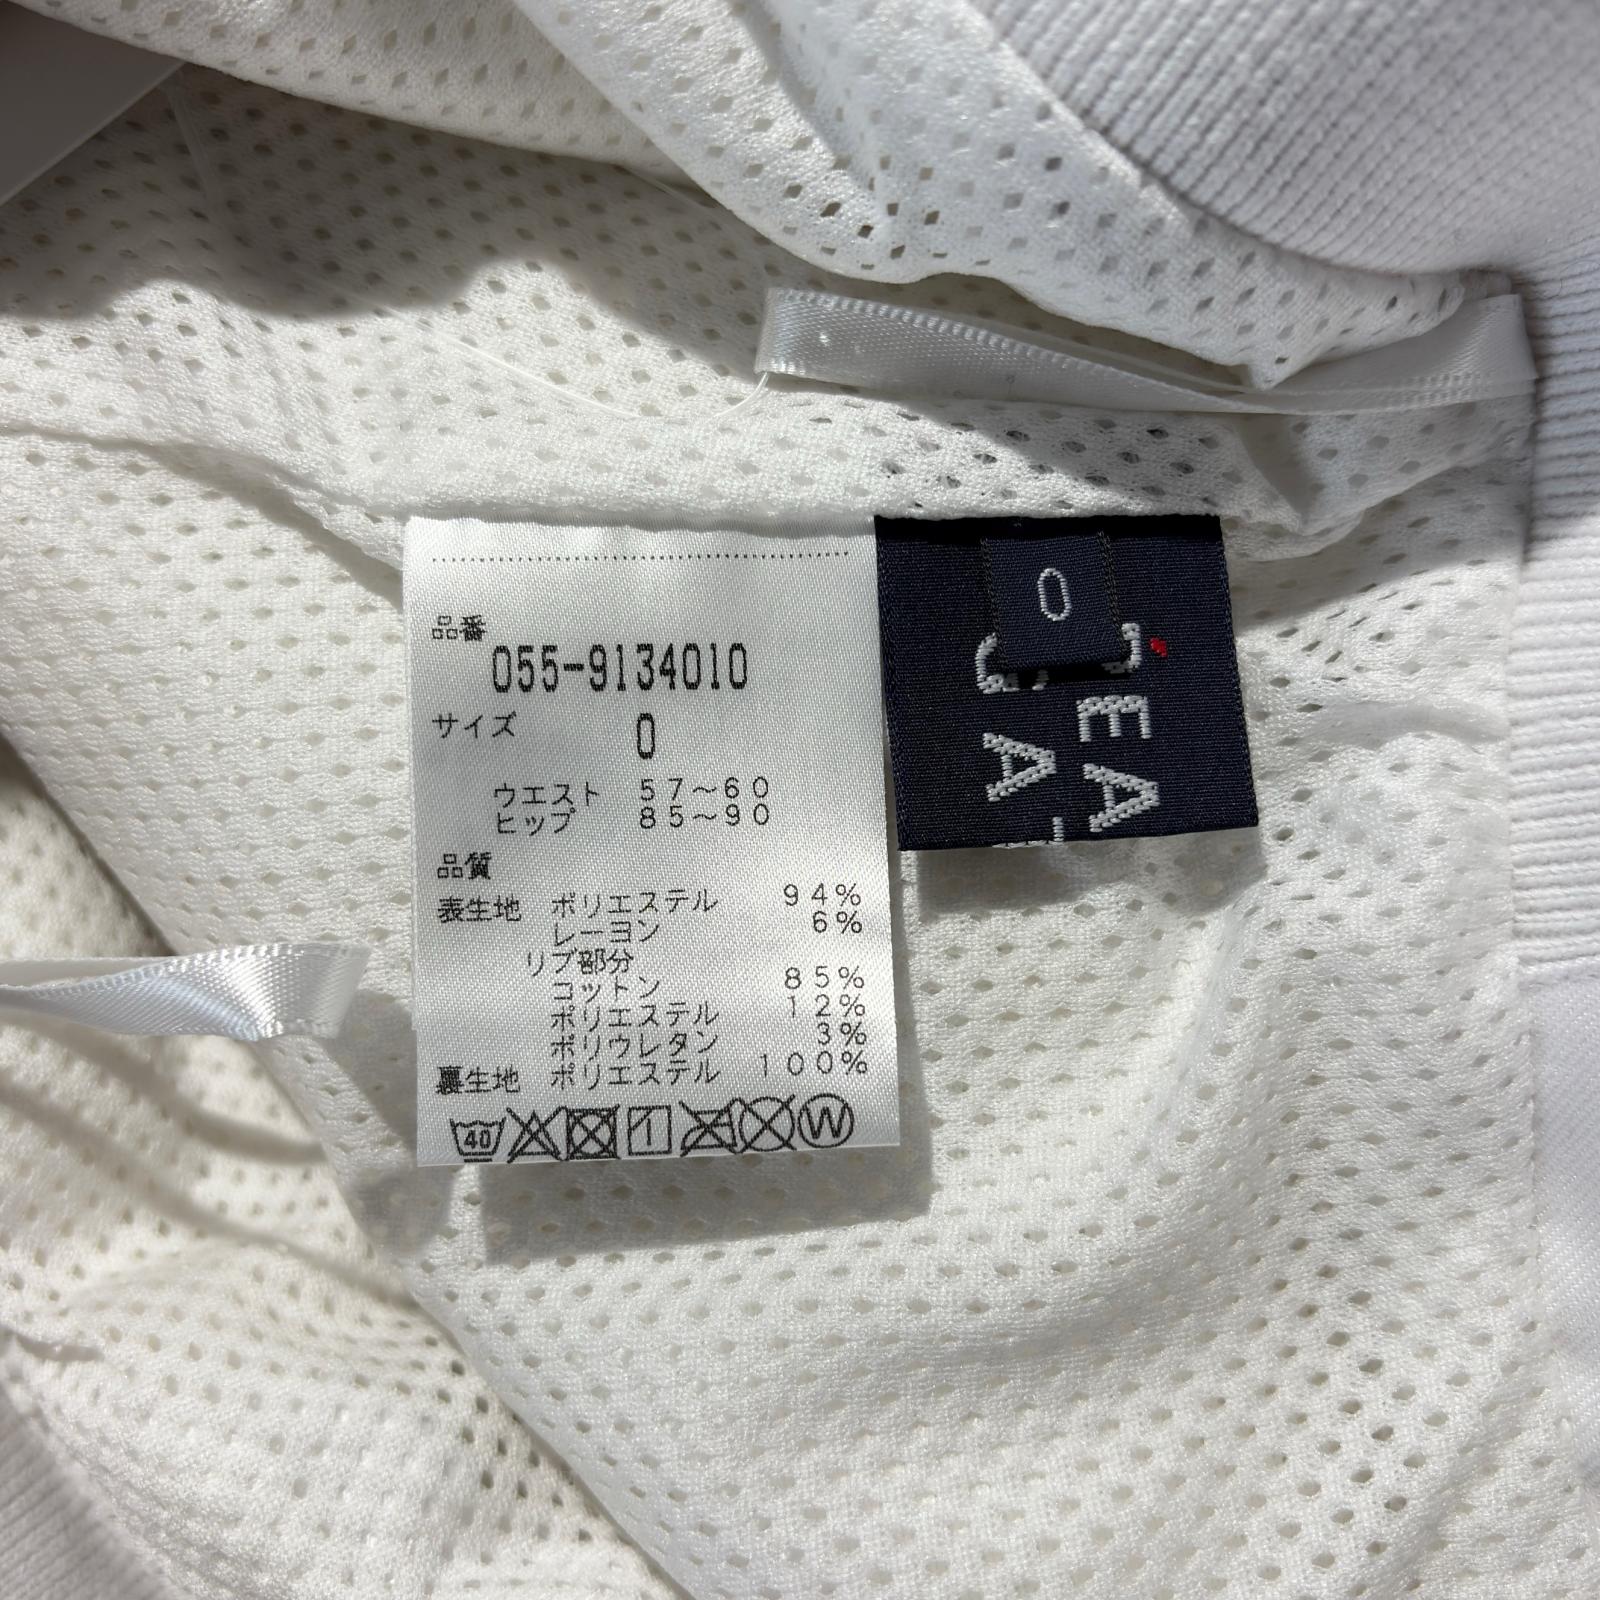 品番
055-9134010
サイズ 0
ウエスト 57～60
ヒップ 85～90
品質
表生地 ポリエステル 94%
レーヨン 6%
リブ部分
コットン 85%
ポリエステル 12%
ポリウレタン 3%
裏生地 ポリエステル 100%
40 1 W
0